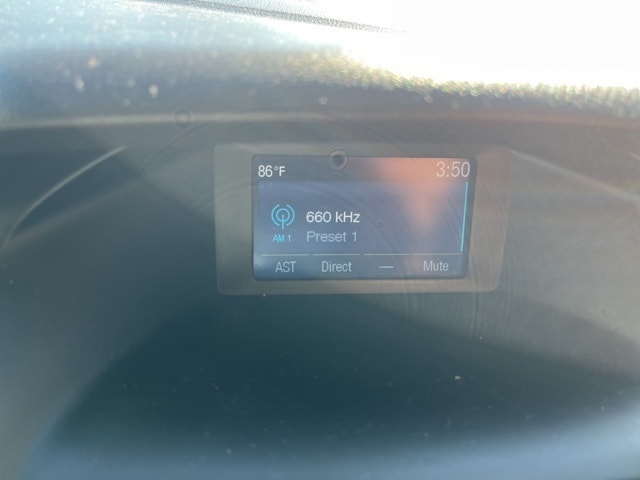 86°F 3:50
660 kHz
AM 1 Preset 1
AST Direct — Mute